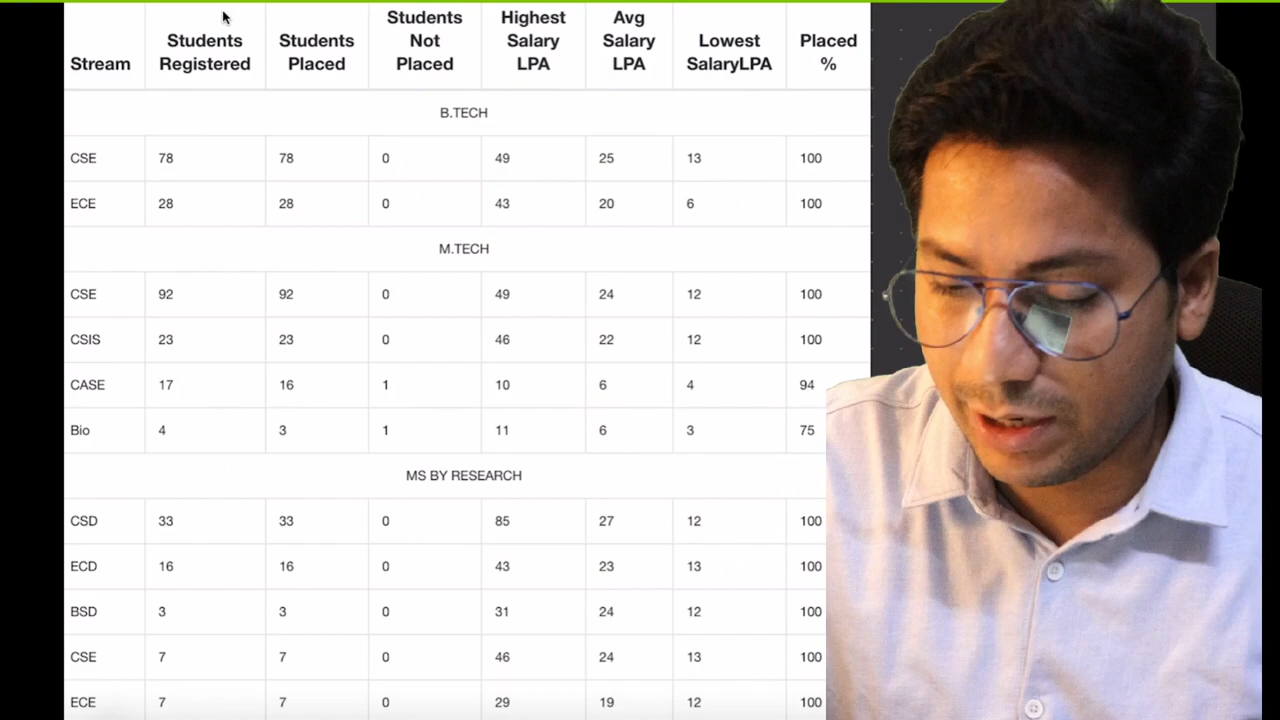 Stream Students Registered Students Placed Students Not Placed Highest Salary LPA Avg Salary LPA Lowest SalaryLPA Placed %
B.TECH
CSE 78 78 0 49 25 13 100
ECE 28 28 0 43 20 6 100
M.TECH
CSE 92 92 0 49 24 12 100
CSIS 23 23 0 46 22 12 100
CASE 17 16 1 10 6 4 94
Bio 4 3 1 11 6 3 75
MS BY RESEARCH
CSD 33 33 0 85 27 12 100
ECD 16 16 0 43 23 13 100
BSD 3 3 0 31 24 12 100
CSE 7 7 0 46 24 13 100
ECE 7 7 0 29 19 12 100